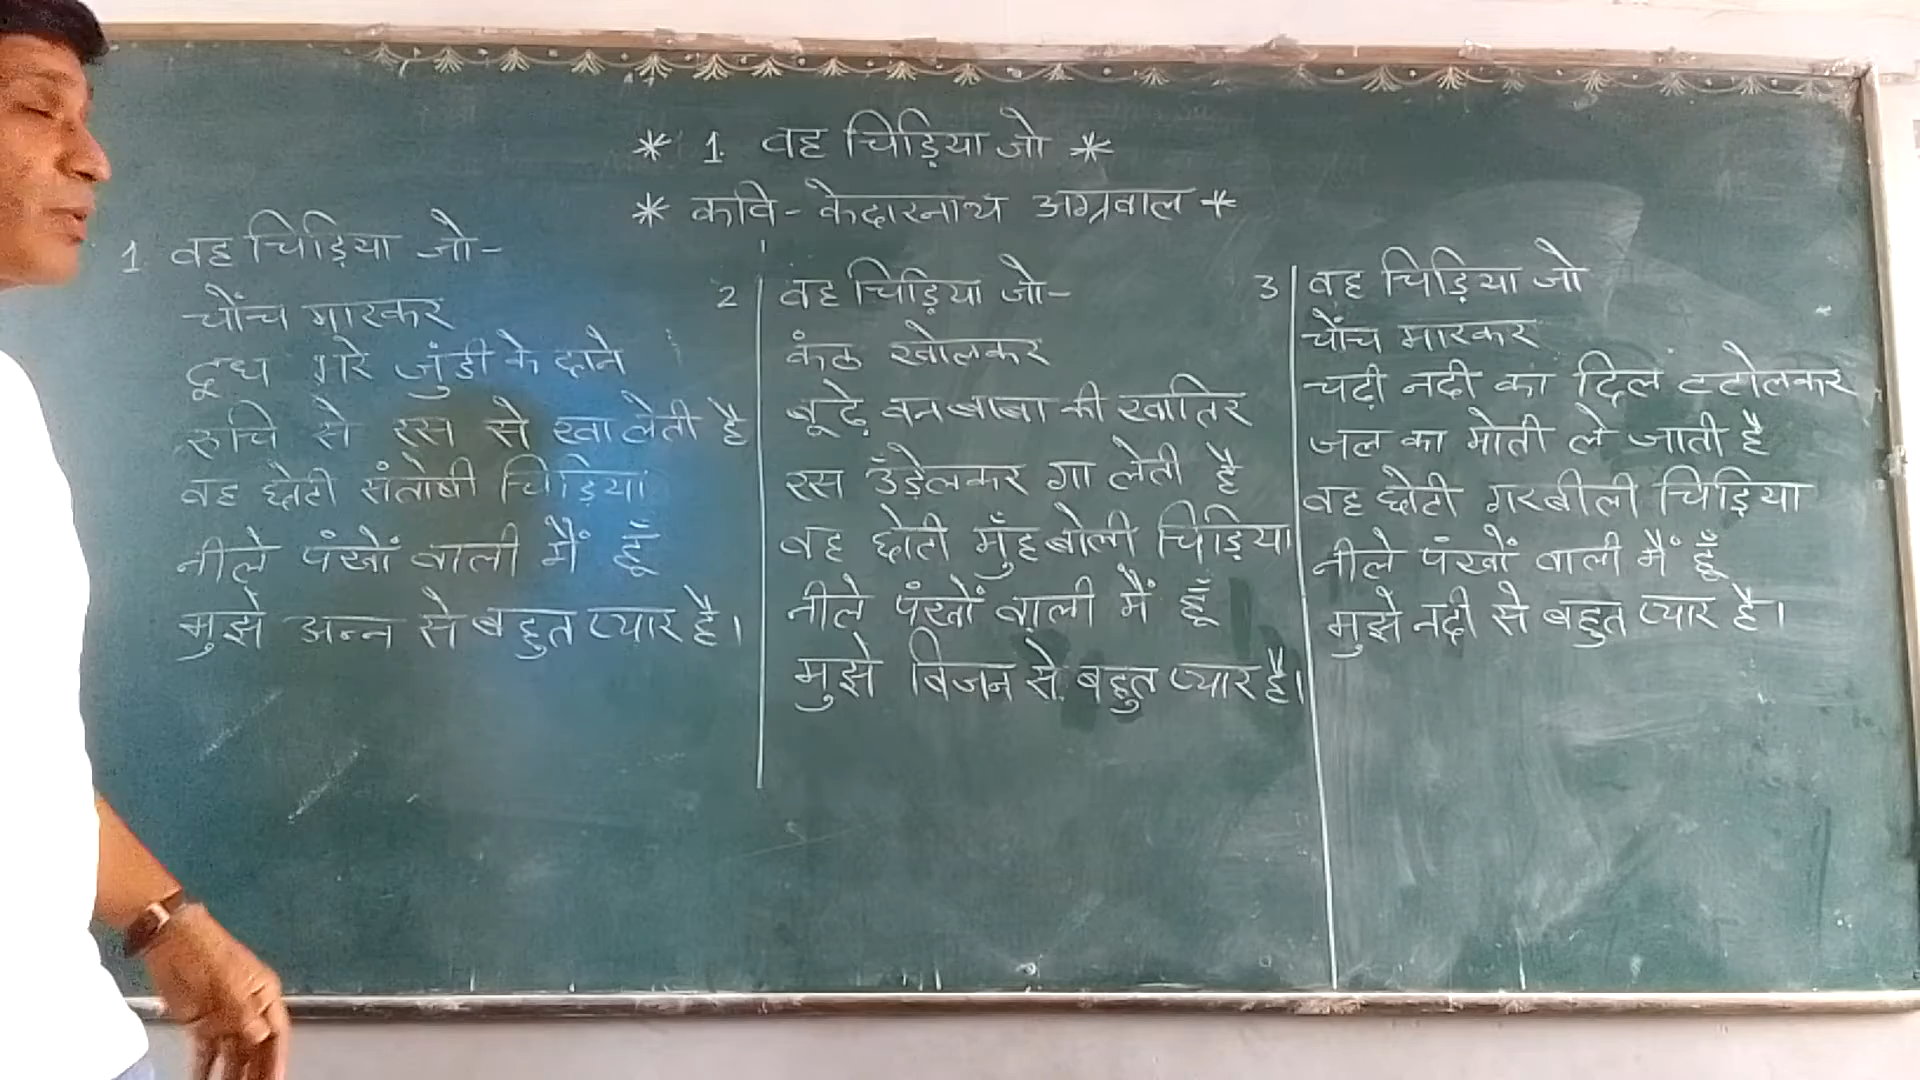 * 1. वह चिड़िया जो *
* कवि - केदारनाथ अग्रवाल *
1 वह चिड़िया जो-
चोंच मारकर
दूध भरे जुंडी के दाने
रुचि से रस से खा लेती है
वह छोटी संतोषी चिड़िया
नीले पंखों वाली मैं हूँ
मुझे अन्न से बहुत प्यार है।
2 वह चिड़िया जो-
कंठ खोलकर
बूढ़े वनबाबा की खातिर
रस उँड़ेलकर गा लेती है
वह छोटी मुँहबोली चिड़िया
नीले पंखों वाली मैं हूँ
मुझे बिजन से बहुत प्यार है।
3 वह चिड़िया जो
चोंच मारकर
चढ़ी नदी का दिल टटोलकर
जल का मोती ले जाती है
वह छोटी गरबीली चिड़िया
नीले पंखों वाली मैं हूँ
मुझे नदी से बहुत प्यार है।